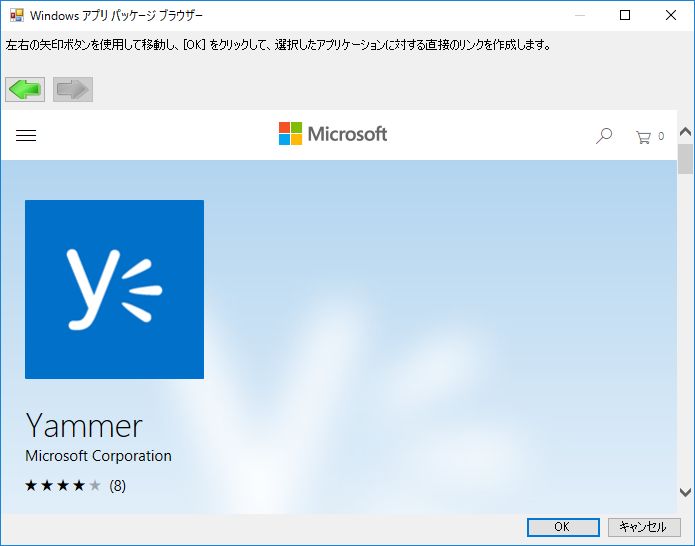 Windows アプリ パッケージ ブラウザー
左右の矢印ボタンを使用して移動し、[OK] をクリックして、選択したアプリケーションに対する直接のリンクを作成します。
Microsoft
0
Yammer
Microsoft Corporation
(8)
OK
キャンセル